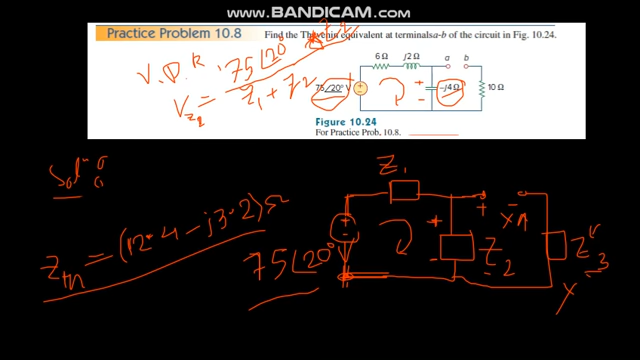 WWW.BANDICAM.COM
Practice Problem 10.8 Find the Thevenin equivalent at terminals a-b of the circuit in Fig. 10.24.
V.D.R. 75∠20° * Z2
Vz2 = Z1 + Z2
6 Ω j2 Ω a b
75∠20° V + + -j4 Ω 10 Ω
- -
Figure 10.24
For Practice Prob. 10.8.
Soln:
Z1
Zth = (12.4 - j3.2) Ω
+ + + X
75∠20° V - Z2 - Z3
X